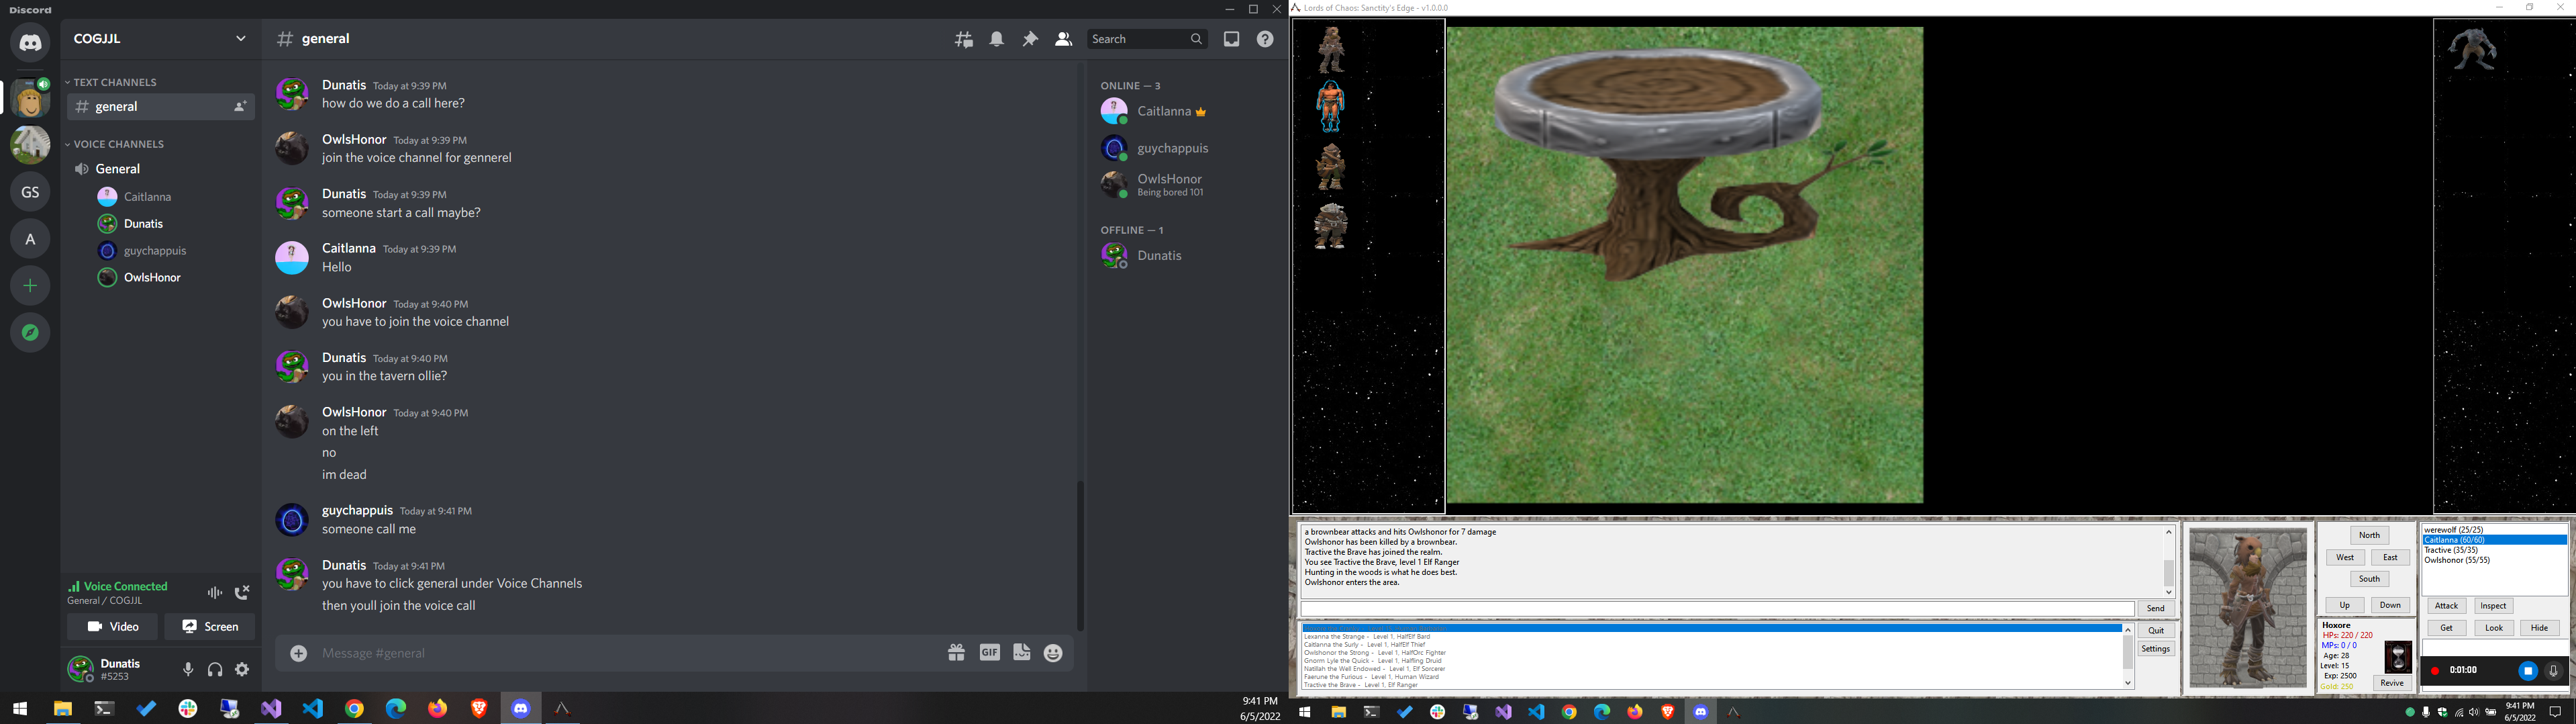 Discord
COGJJL
TEXT CHANNELS
general
VOICE CHANNELS
General
Caitlanna
Dunatis
guychappuis
OwlsHonor
GS
A
Voice Connected
General / COGJJL
Video
Screen
Dunatis
#5253
general
Search
Dunatis Today at 9:39 PM
how do we do a call here?
OwlsHonor Today at 9:39 PM
join the voice channel for gennerel
Dunatis Today at 9:39 PM
someone start a call maybe?
Caitlanna Today at 9:39 PM
Hello
OwlsHonor Today at 9:40 PM
you have to join the voice channel
Dunatis Today at 9:40 PM
you in the tavern ollie?
OwlsHonor Today at 9:40 PM
on the left
no
im dead
guychappuis Today at 9:41 PM
someone call me
Dunatis Today at 9:41 PM
you have to click general under Voice Channels
then youll join the voice call
Message #general
GIF
ONLINE — 3
Caitlanna
guychappuis
OwlsHonor
Being bored 101
OFFLINE — 1
Dunatis
9:41 PM
6/5/2022
Lords of Chaos: Sanctity's Edge - v1.0.0.0
a brownbear attacks and hits Owlshonor for 7 damage
Owlshonor has been killed by a brownbear.
Tractive the Brave has joined the realm.
You see Tractive the Brave, level 1 Elf Ranger
Hunting in the woods is what he does best.
Owlshonor enters the area.
Send
Lexanna the Strange - Level 1, HalfElf Bard
Caitlanna the Surly - Level 1, HalfElf Thief
Owlshonor the Strong - Level 1, HalfOrc Fighter
Gnorm Lyle the Quick - Level 1, Halfling Druid
Natillah the Well Endowed - Level 1, Elf Sorcerer
Faerune the Furious - Level 1, Human Wizard
Tractive the Brave - Level 1, Elf Ranger
Quit
Settings
North
West
East
South
Up
Down
Hoxore
HPs: 220 / 220
MPs: 0 / 0
Age: 28
Level: 15
Exp: 2500
Gold: 250
Revive
werewolf (25/25)
Caitlanna (60/60)
Tractive (35/35)
Owlshonor (55/55)
Attack
Inspect
Get
Look
Hide
0:01:00
9:41 PM
6/5/2022